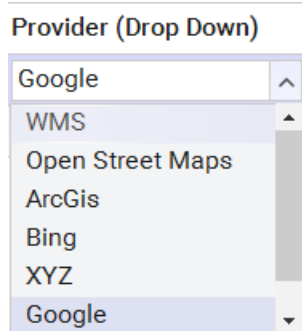 Provider (Drop Down)
Google
WMS
Open Street Maps
ArcGis
Bing
XYZ
Google